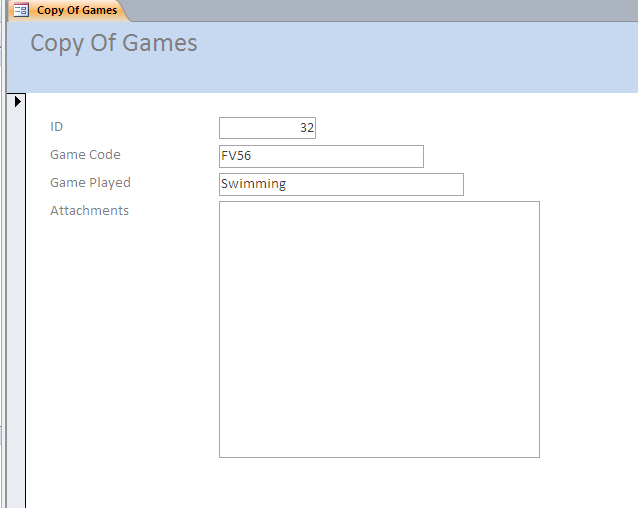 Copy Of Games
Copy Of Games
ID 32
Game Code FV56
Game Played Swimming
Attachments